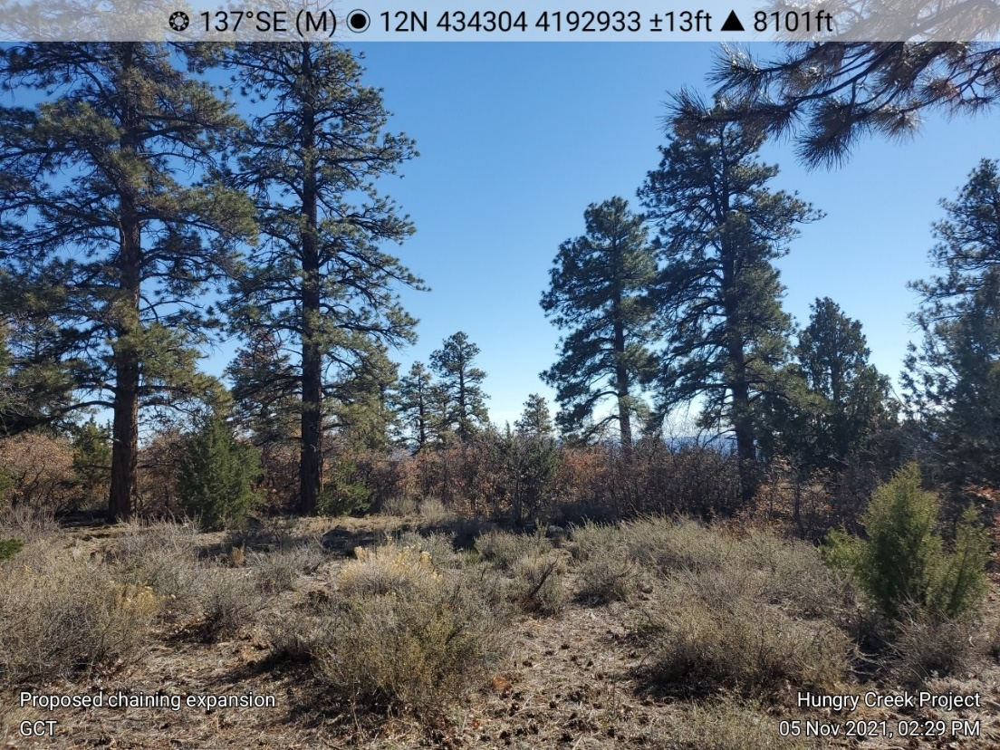 137°SE (M) 12N 434304 4192933 ±13ft ▲ 8101ft
Proposed chaining expansion
GCT
Hungry Creek Project
05 Nov 2021, 02:29 PM